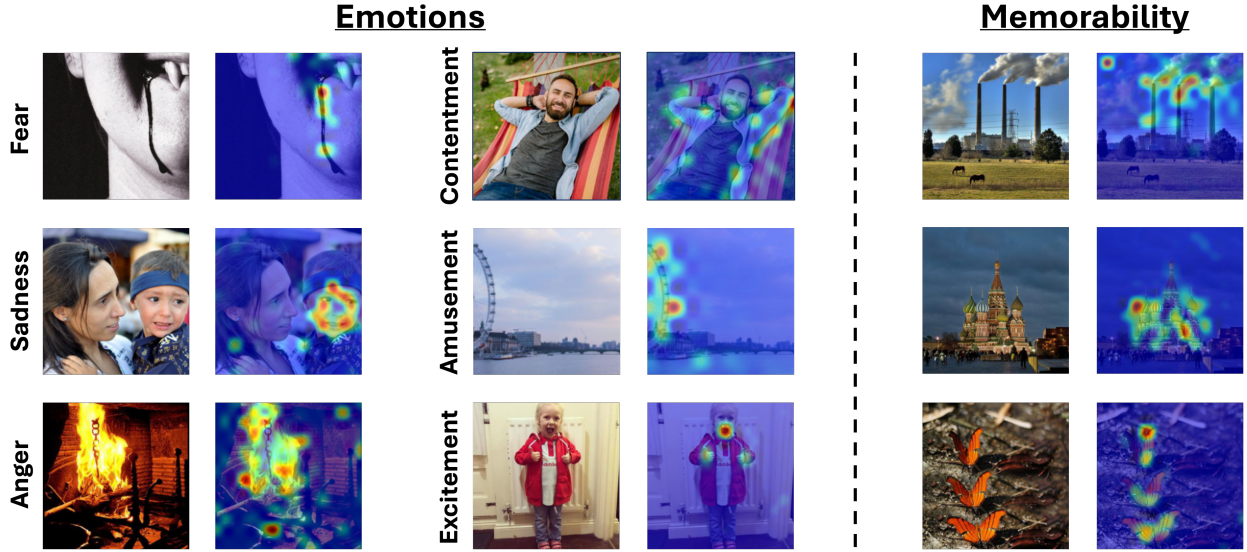 Emotions
Memorability
Fear
Contentment
Sadness
Amusement
Anger
Excitement